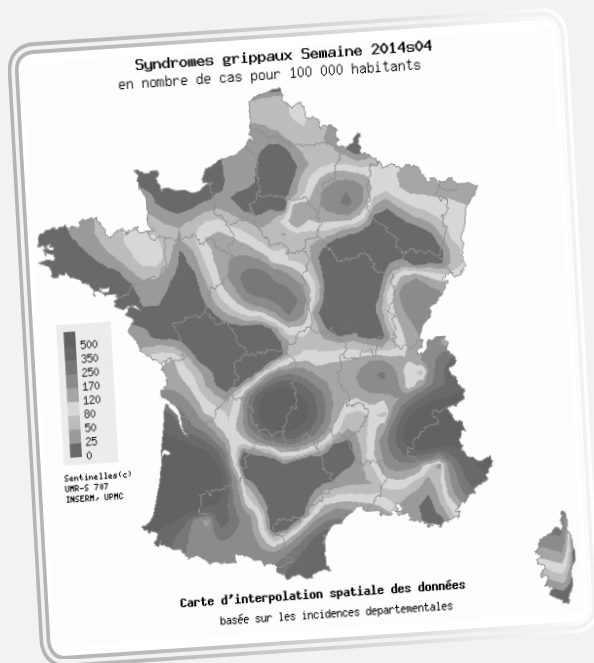 Syndromes grippaux Semaine 2014s04
en nombre de cas pour 100 000 habitants
500
350
250
170
120
80
50
25
0
Sentinelles(c)
UMR-S 707
INSERM, UPMC
Carte d'interpolation spatiale des données
basée sur les incidences departementales